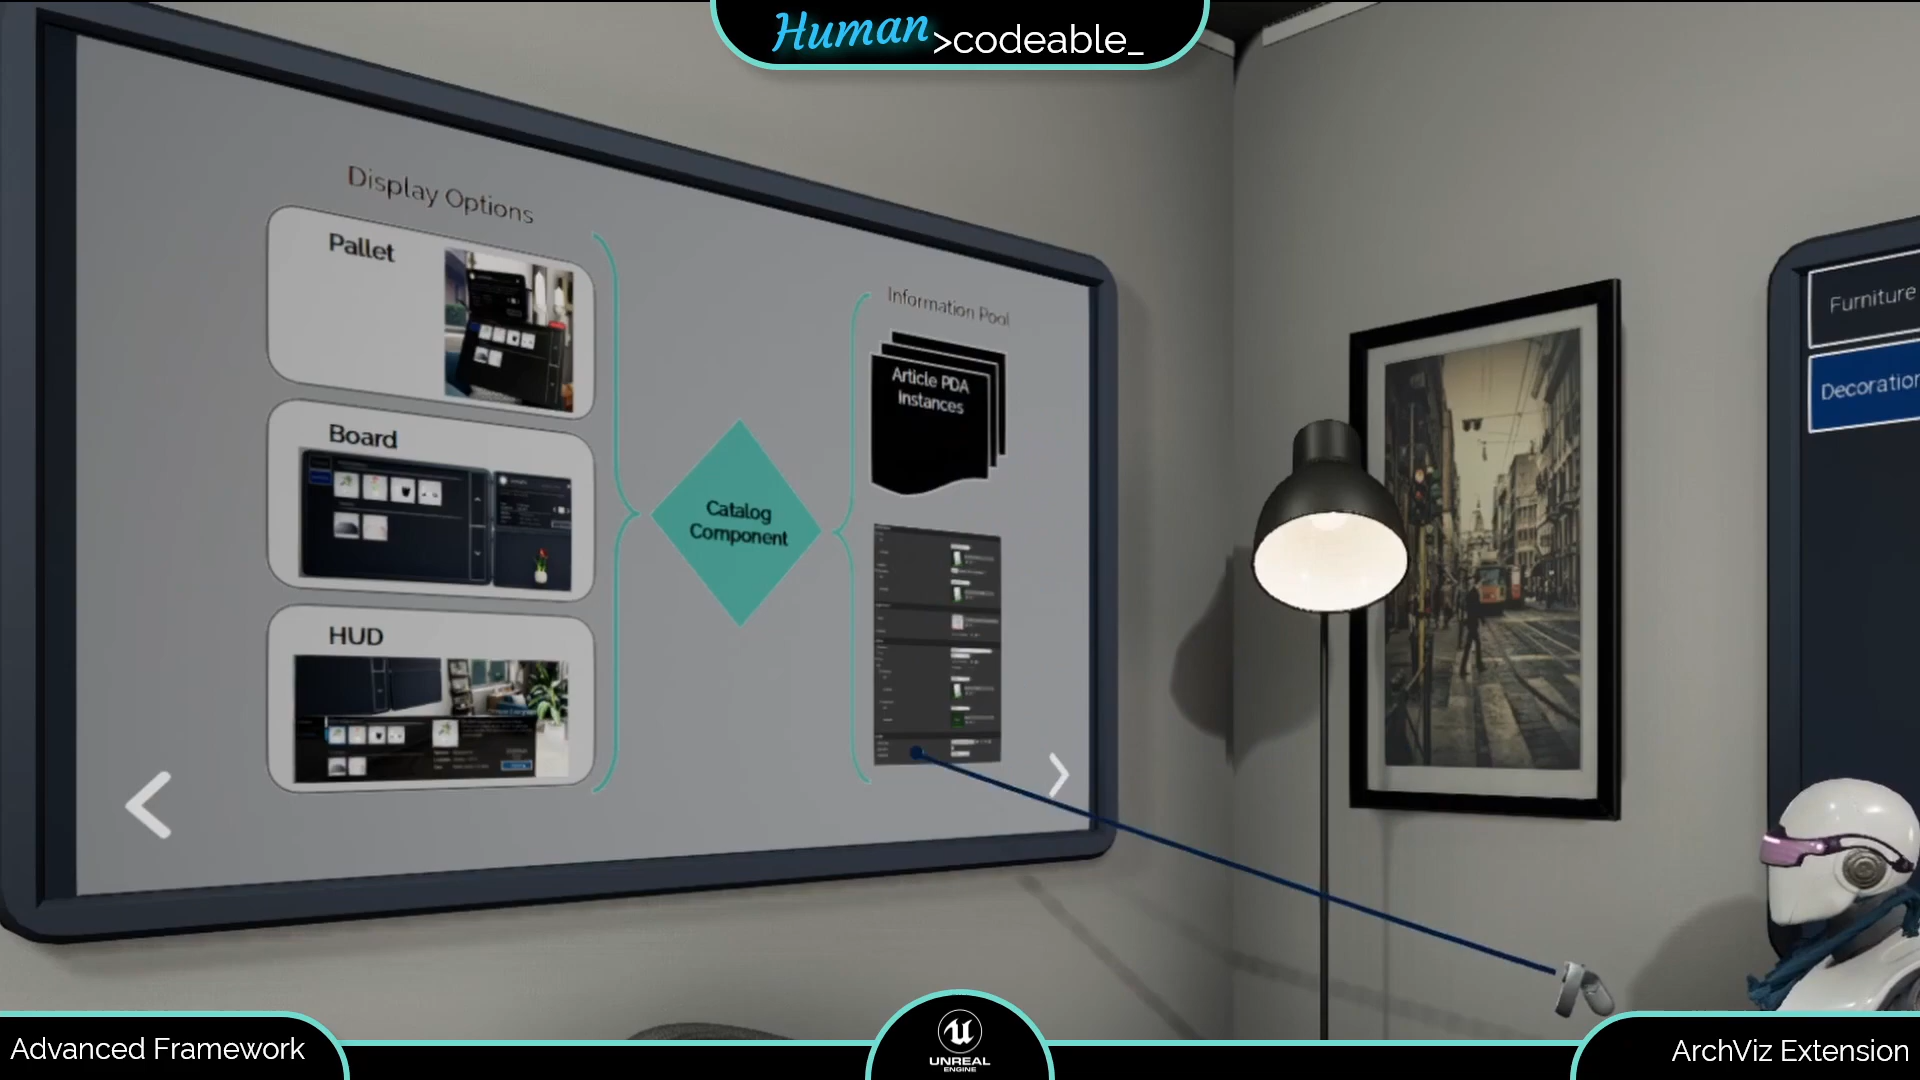 Human >codeable_
Display Options
Pallet
Board
HUD
Catalog
Component
Information Pool
Article PDA
Instances
Furniture
Decoration
Advanced Framework
UNREAL
ENGINE
ArchViz Extension